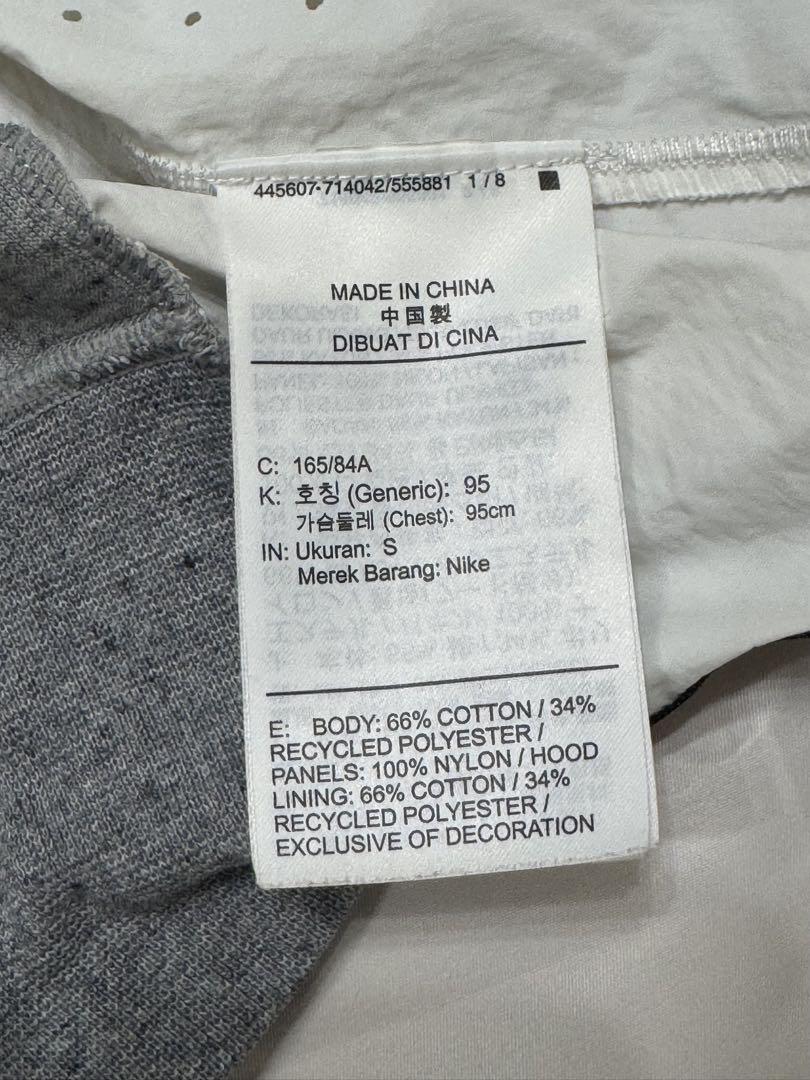 445607-714042/555881 1 / 8
MADE IN CHINA
中国製
DIBUAT DI CINA
C: 165/84A
K: 호칭 (Generic): 95
가슴둘레 (Chest): 95cm
IN: Ukuran: S
Merek Barang: Nike
E: BODY: 66% COTTON / 34%
RECYCLED POLYESTER /
PANELS: 100% NYLON / HOOD
LINING: 66% COTTON / 34%
RECYCLED POLYESTER /
EXCLUSIVE OF DECORATION